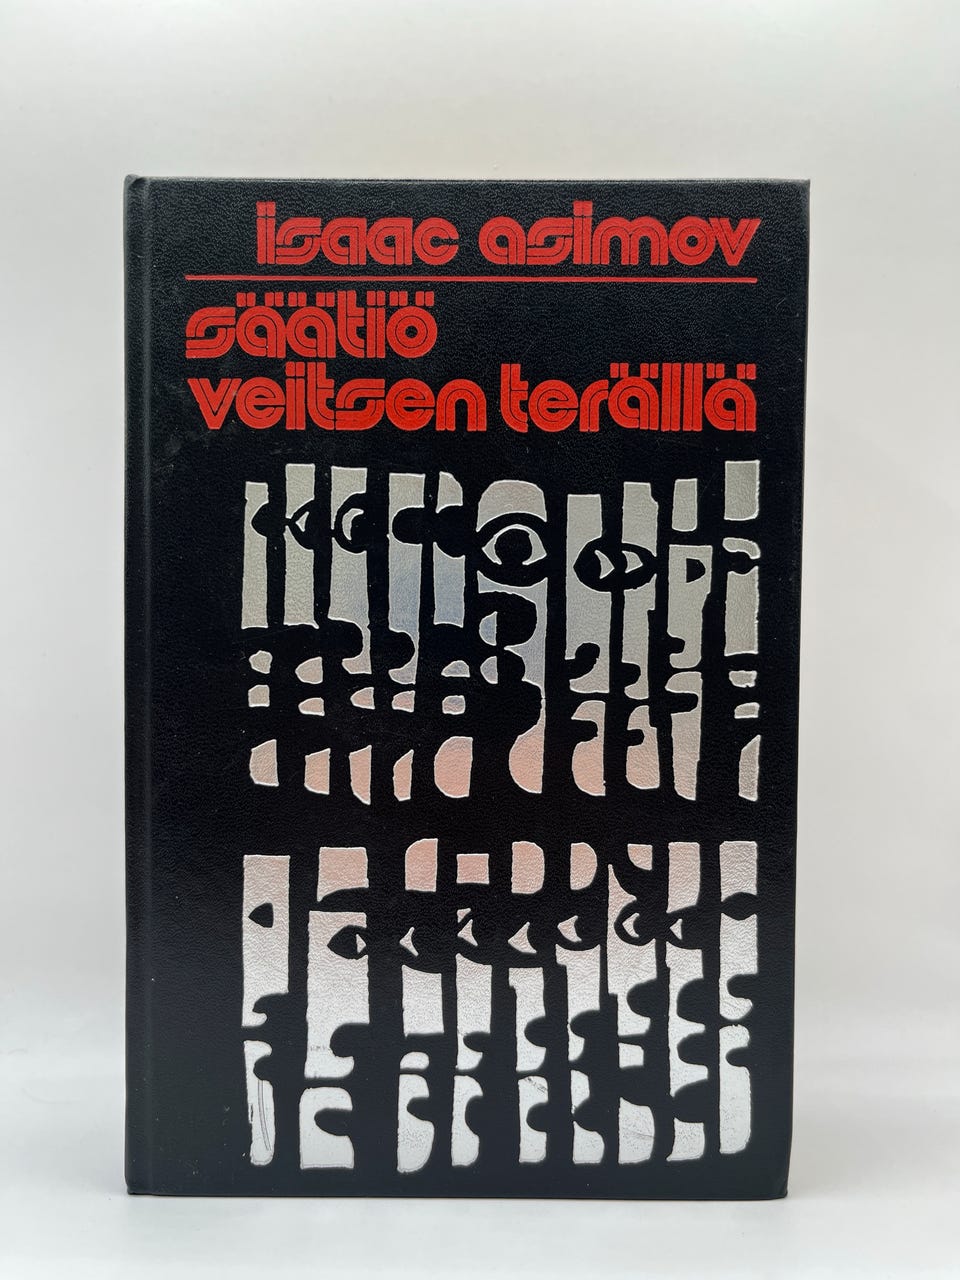 isaac asimov
säätiö
veitsen terällä